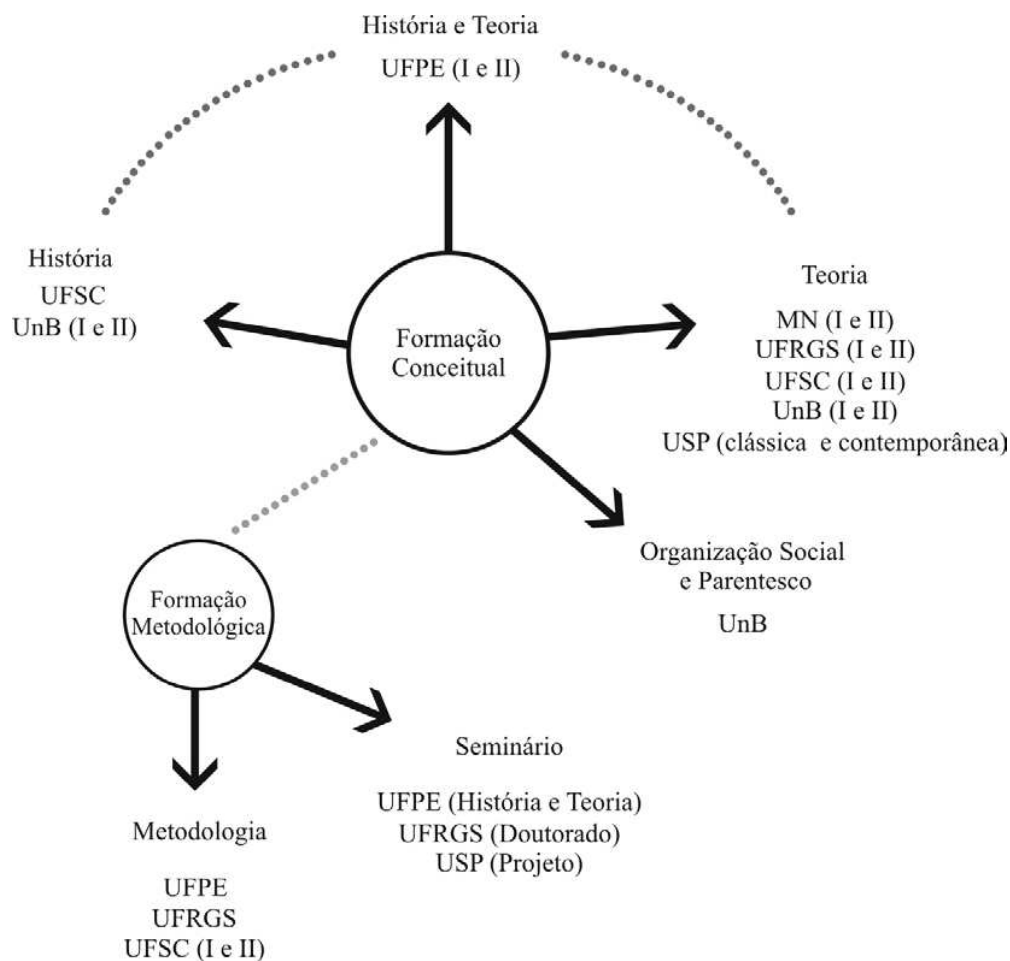 História e Teoria
UFPE (I e II)
História
UFSC
UnB (I e II)
Formação
Conceitual
Teoria
MN (I e II)
UFRGS (I e II)
UFSC (I e II)
UnB (I e II)
USP (clássica e contemporânea)
Organização Social
e Parentesco
UnB
Formação
Metodológica
Seminário
UFPE (História e Teoria)
UFRGS (Doutorado)
USP (Projeto)
Metodologia
UFPE
UFRGS
UFSC (I e II)